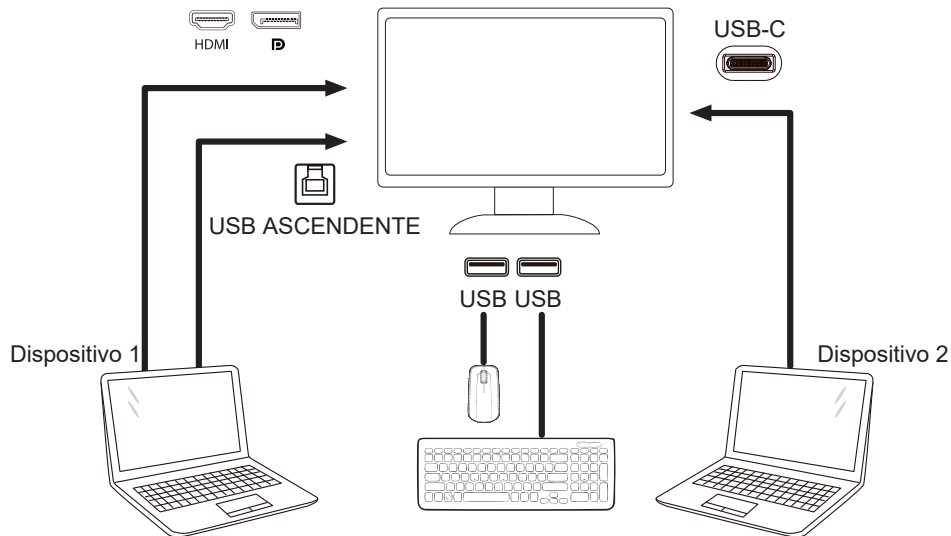 HDMI
USB-C
USB ASCENDENTE
USB USB
Dispositivo 1
Dispositivo 2